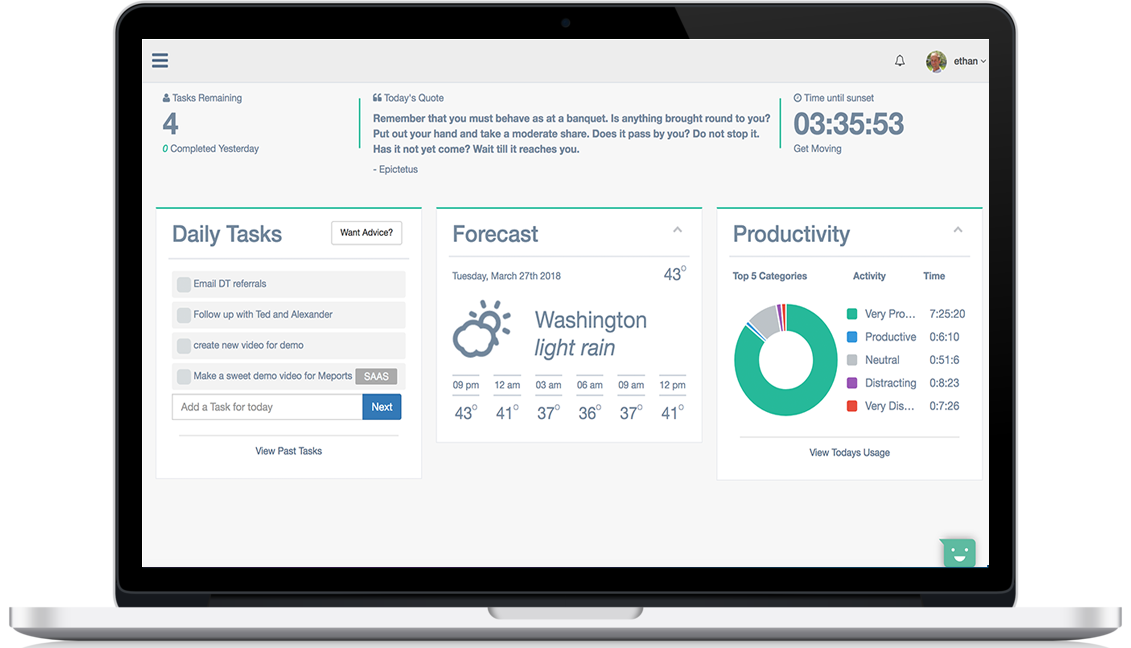 ethan
Tasks Remaining
4
0 Completed Yesterday
Today's Quote
Remember that you must behave as at a banquet. Is anything brought round to you?
Put out your hand and take a moderate share. Does it pass by you? Do not stop it.
Has it not yet come? Wait till it reaches you.
- Epictetus
Time until sunset
03:35:53
Get Moving
Daily Tasks
Want Advice?
Email DT referrals
Follow up with Ted and Alexander
create new video for demo
Make a sweet demo video for Meports SAAS
Add a Task for today Next
View Past Tasks
Forecast
Tuesday, March 27th 2018 43°
Washington
light rain
09 pm 12 am 03 am 06 am 09 am 12 pm
43° 41° 37° 36° 37° 41°
Productivity
Top 5 Categories Activity Time
Very Pro... 7:25:20
Productive 0:6:10
Neutral 0:51:6
Distracting 0:8:23
Very Dis... 0:7:26
View Todays Usage